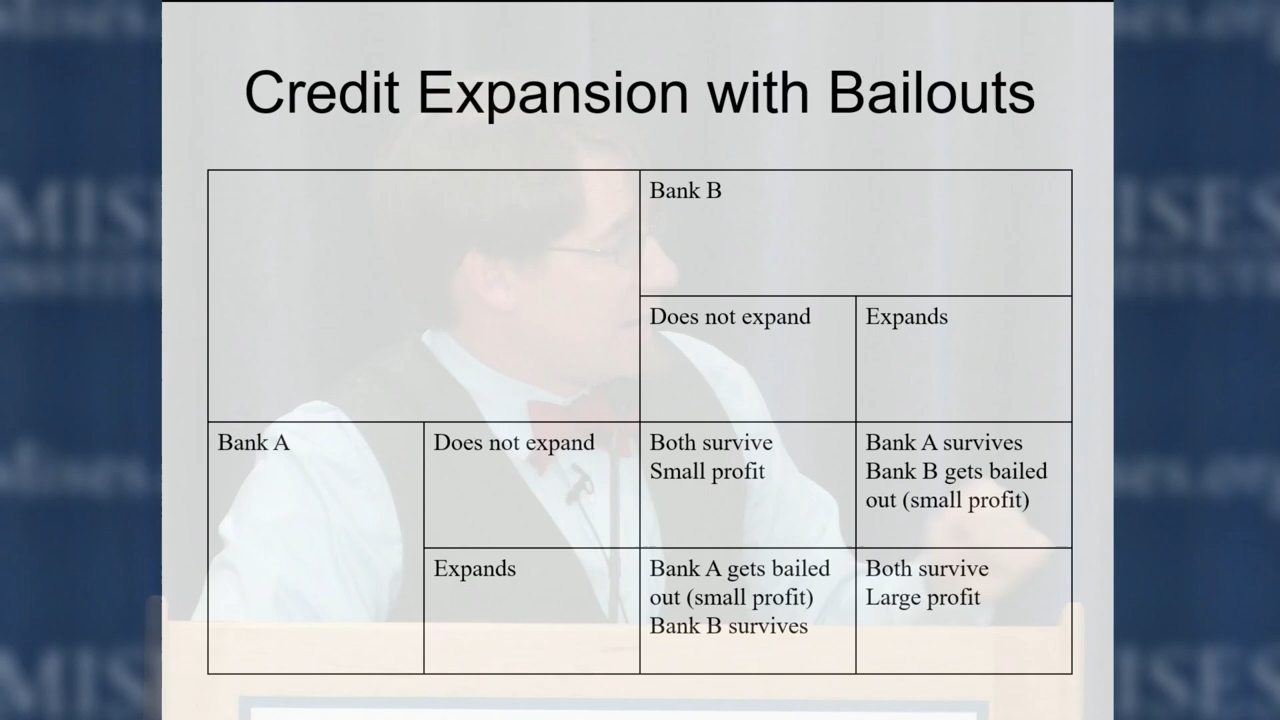 Credit Expansion with Bailouts
Bank B
Does not expand
Expands
Bank A
Does not expand
Both survive
Small profit
Bank A survives
Bank B gets bailed
out (small profit)
Expands
Bank A gets bailed
out (small profit)
Bank B survives
Both survive
Large profit